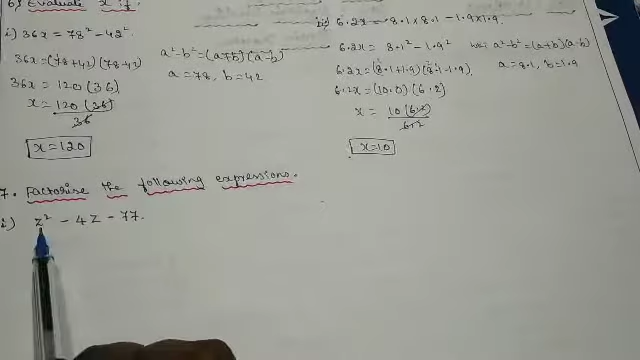 6) Evaluate x if
i) 36x = 78² - 42².
36x = (78+42) (78-42)
36x = 120 (36)
x = 120 (36)
36
x = 120
a² - b² = (a+b) (a-b)
a = 78, b = 42
ii) 6.2x = 8.1 x 8.1 - 1.9 x 1.9.
6.2x = 8.1² - 1.9²
6.2x = (8.1+1.9) (8.1-1.9)
6.2x = (10.0) (6.2)
x = 10 (6.2)
6.2
x = 10
WKT a² - b² = (a+b) (a-b)
a = 8.1, b = 1.9
7. Factorise the following expressions.
i) z² - 4z - 77.